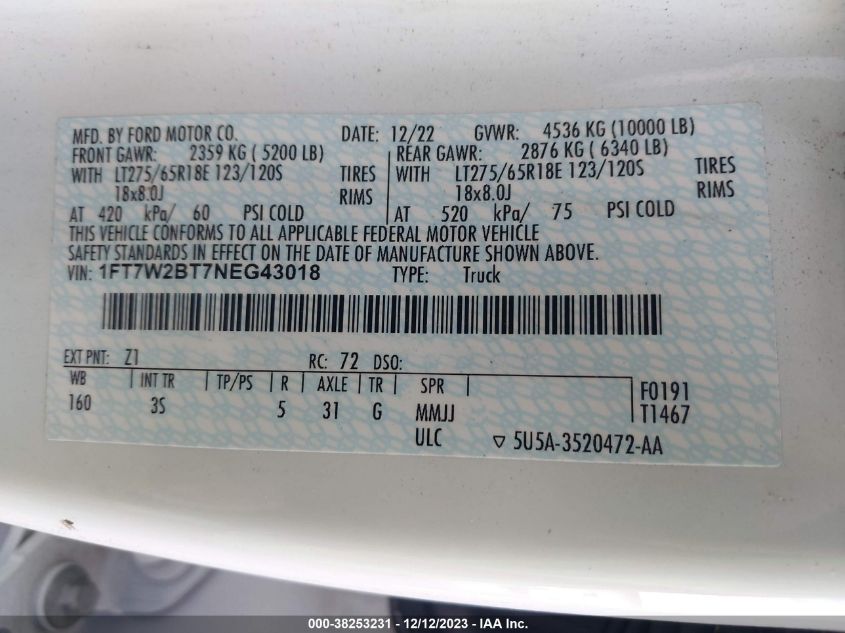 MFD. BY FORD MOTOR CO. DATE: 12/22 GVWR: 4536 KG (10000 LB)
FRONT GAWR: 2359 KG ( 5200 LB) REAR GAWR: 2876 KG ( 6340 LB)
WITH LT275/65R18E 123/120S TIRES WITH LT275/65R18E 123/120S TIRES
18x8.0J RIMS 18x8.0J RIMS
AT 420 kPa/ 60 PSI COLD AT 520 kPa/ 75 PSI COLD
THIS VEHICLE CONFORMS TO ALL APPLICABLE FEDERAL MOTOR VEHICLE
SAFETY STANDARDS IN EFFECT ON THE DATE OF MANUFACTURE SHOWN ABOVE.
VIN: 1FT7W2BT7NEG43018 TYPE: Truck
EXT PNT: Z1 RC: 72 DSO:
WB INT TR TP/PS R AXLE TR SPR F0191
160 3S 5 31 G MMJJ T1467
ULC ▽ 5U5A-3520472-AA
000-38253231 - 12/12/2023 - IAA Inc.